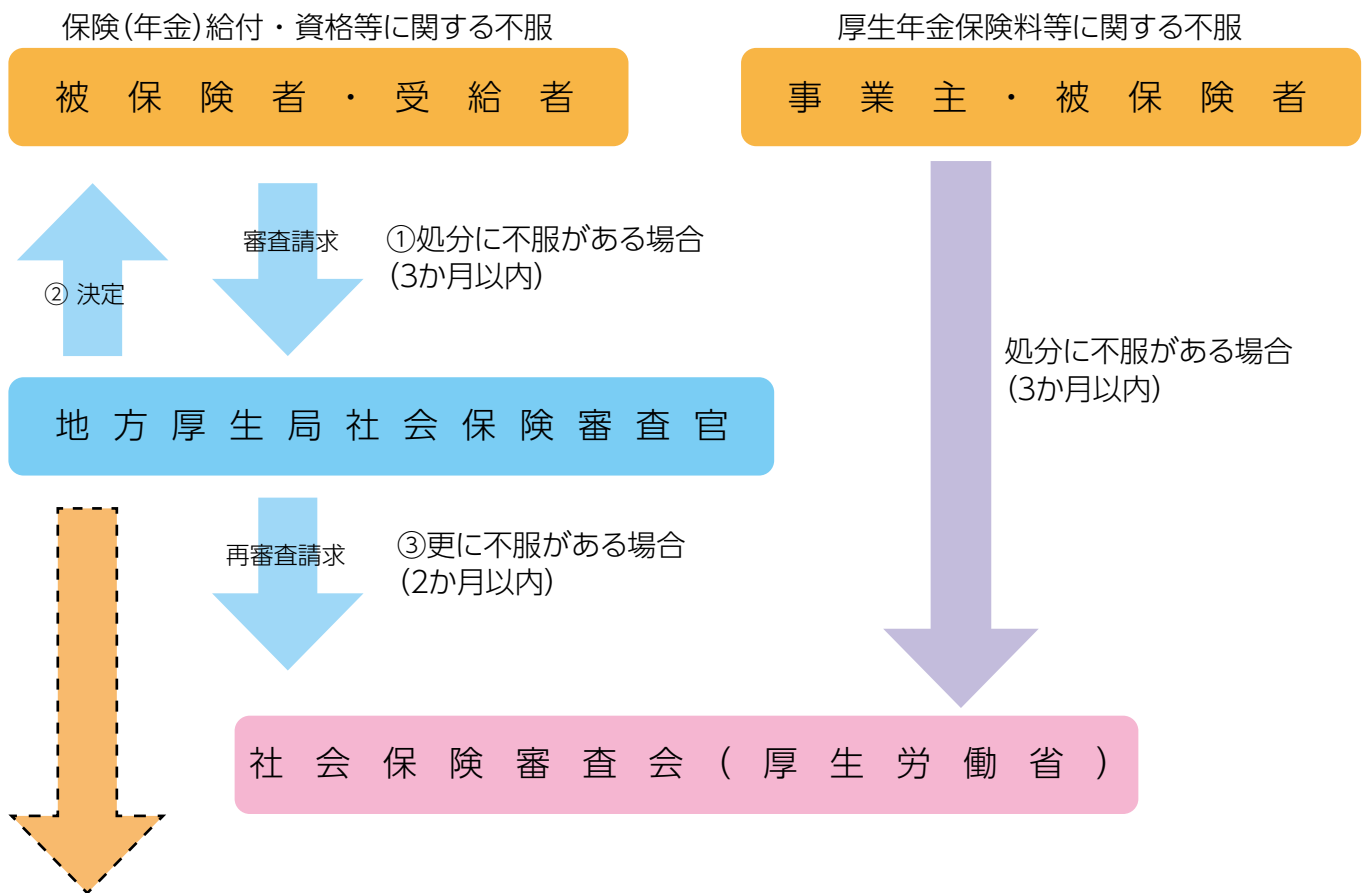 保険(年金)給付・資格等に関する不服
厚生年金保険料等に関する不服
被保険者・受給者
事業主・被保険者
審査請求
①処分に不服がある場合
(3か月以内)
② 決定
処分に不服がある場合
(3か月以内)
地方厚生局社会保険審査官
再審査請求
③更に不服がある場合
(2か月以内)
社会保険審査会(厚生労働省)